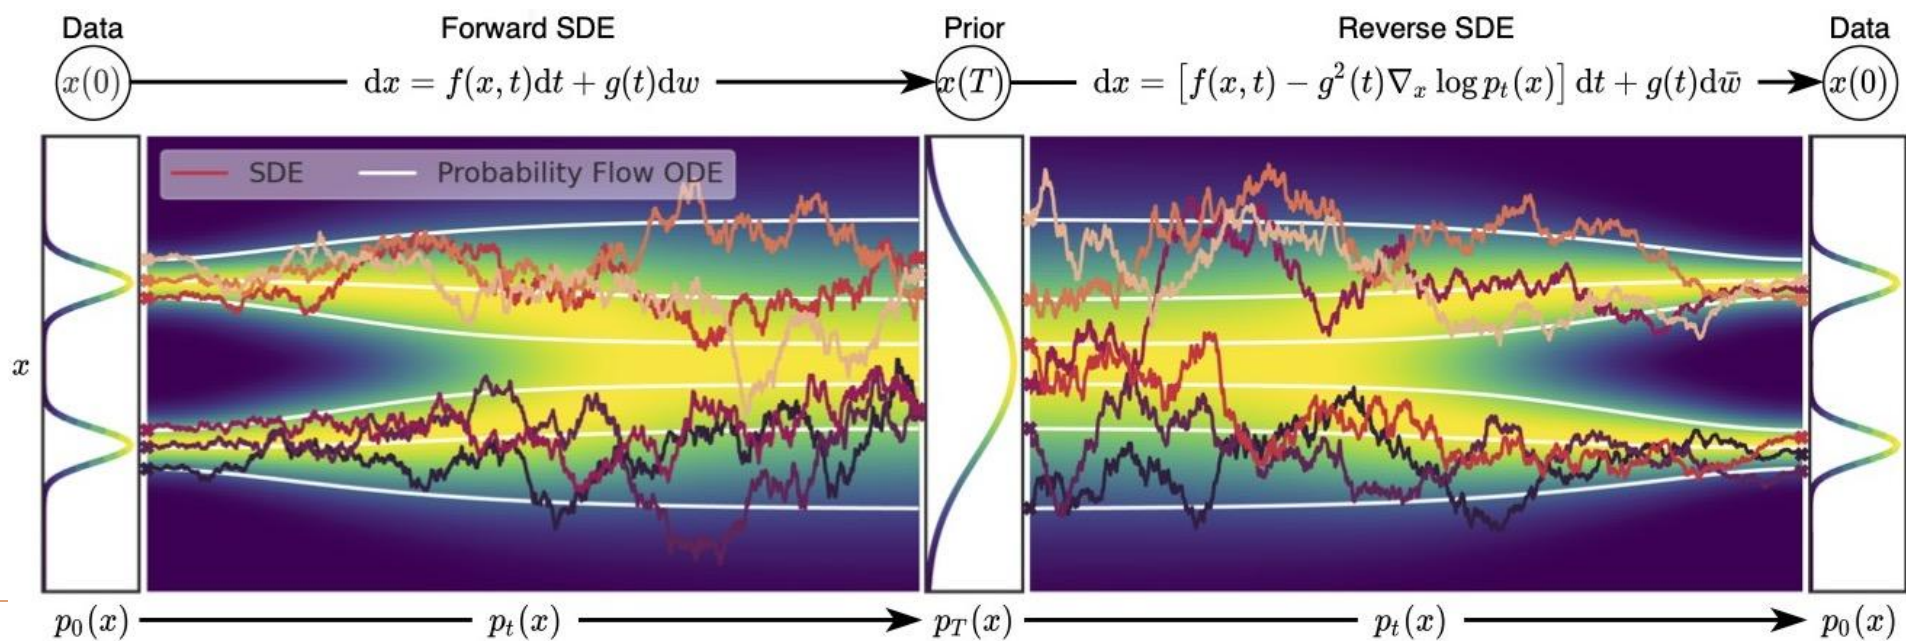 Data Forward SDE Prior Reverse SDE Data
x(0) dx = f(x, t)dt + g(t)dw x(T) dx = [f(x, t) − g²(t)∇ₓ log pₜ(x)] dt + g(t)dw̄ x(0)
SDE Probability Flow ODE
x
p₀(x) pₜ(x) p_T(x) pₜ(x) p₀(x)